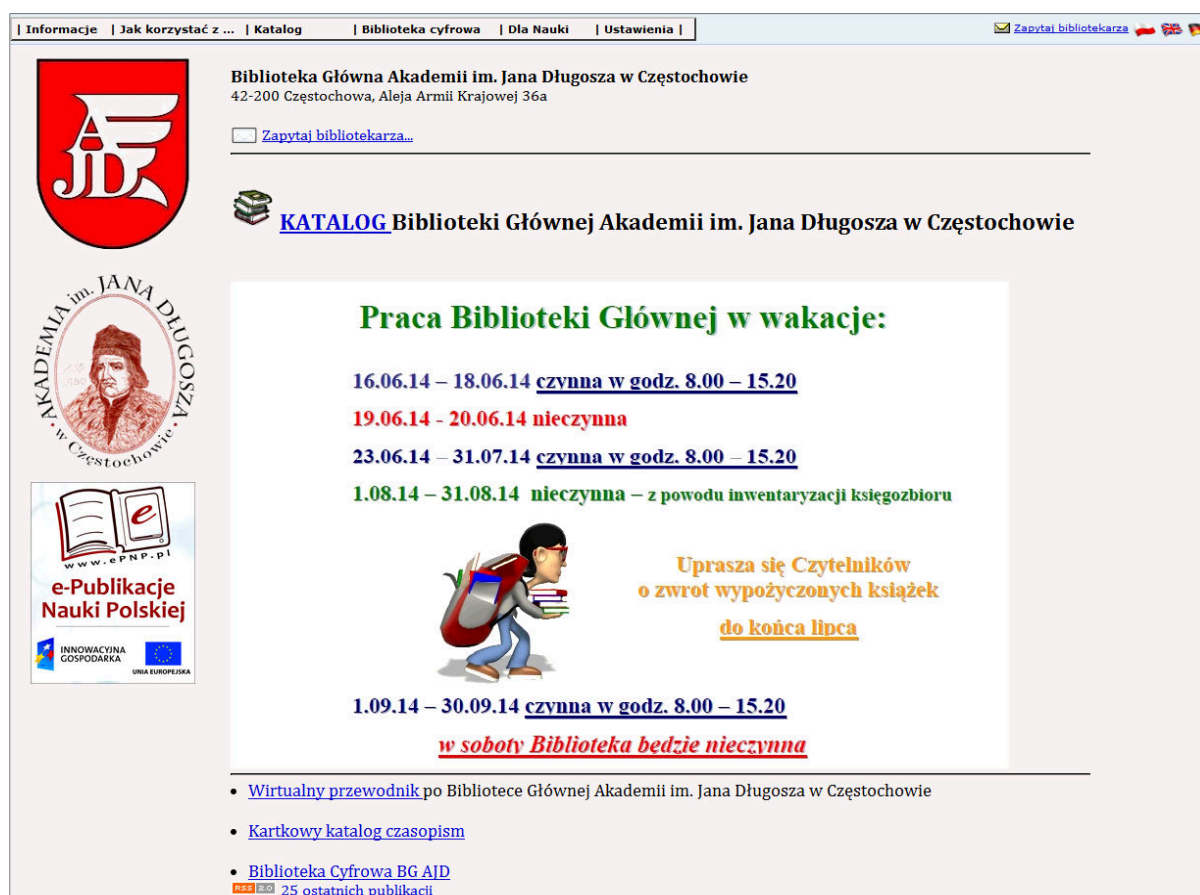 | Informacje | Jak korzystać z ... | Katalog | Biblioteka cyfrowa | Dla Nauki | Ustawienia |
Zapytaj bibliotekarza
AJD
Biblioteka Główna Akademii im. Jana Długosza w Częstochowie
42-200 Częstochowa, Aleja Armii Krajowej 36a
Zapytaj bibliotekarza...
KATALOG Biblioteki Głównej Akademii im. Jana Długosza w Częstochowie
AKADEMIA im. JANA DŁUGOSZA
• w Częstochowie •
Praca Biblioteki Głównej w wakacje:
16.06.14 – 18.06.14 czynna w godz. 8.00 – 15.20
19.06.14 - 20.06.14 nieczynna
23.06.14 – 31.07.14 czynna w godz. 8.00 – 15.20
1.08.14 – 31.08.14 nieczynna – z powodu inwentaryzacji księgozbioru
Uprasza się Czytelników
o zwrot wypożyczonych książek
do końca lipca
1.09.14 – 30.09.14 czynna w godz. 8.00 – 15.20
w soboty Biblioteka będzie nieczynna
e
www.ePNP.pl
e-Publikacje
Nauki Polskiej
INNOWACYJNA
GOSPODARKA
UNIA EUROPEJSKA
• Wirtualny przewodnik po Bibliotece Głównej Akademii im. Jana Długosza w Częstochowie
• Kartkowy katalog czasopism
• Biblioteka Cyfrowa BG AJD
RSS 2.0 25 ostatnich publikacji